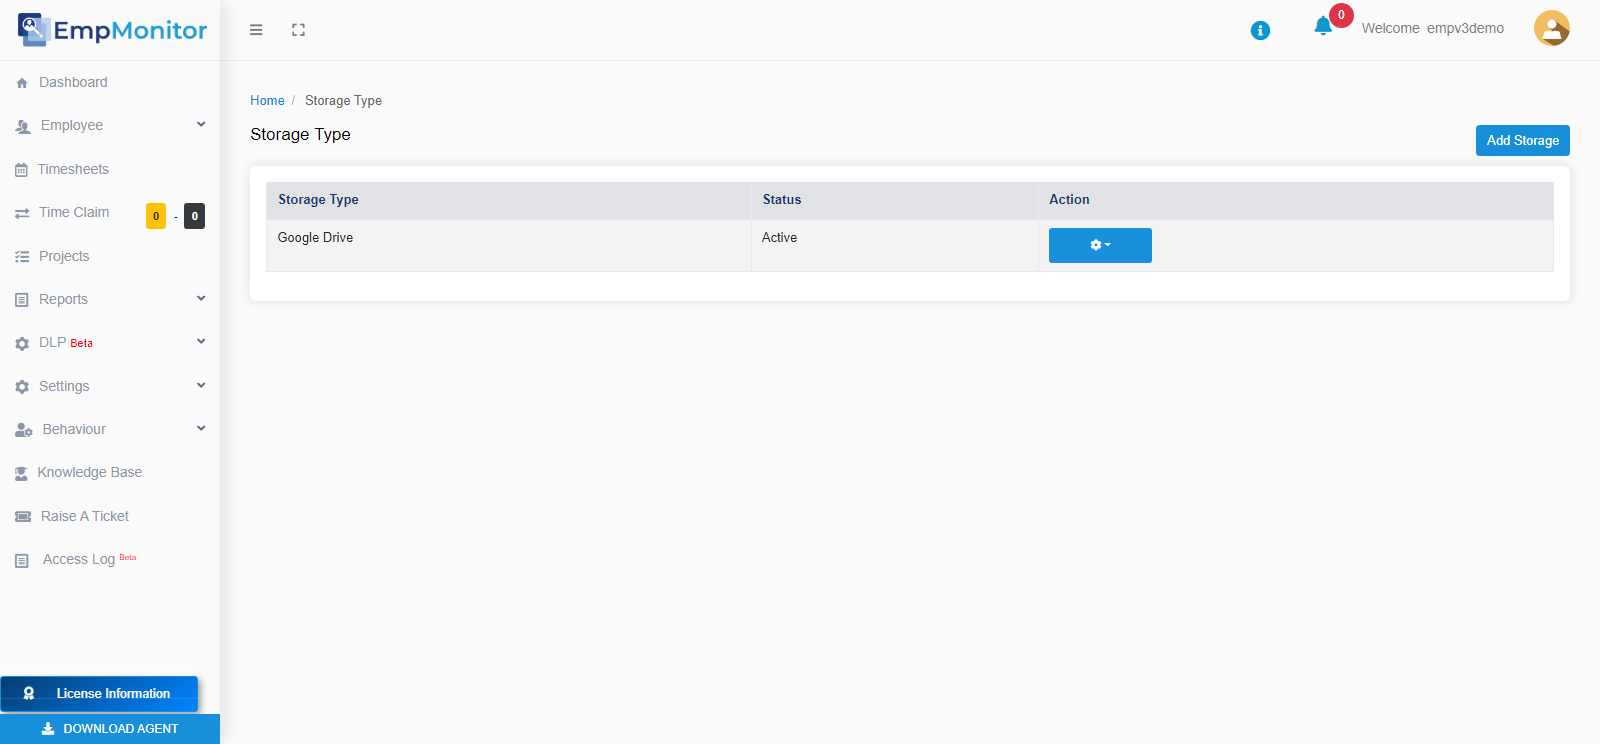 EmpMonitor
0
Welcome empv3demo
Dashboard
Employee
Timesheets
Time Claim 0 - 0
Projects
Reports
DLP Beta
Settings
Behaviour
Knowledge Base
Raise A Ticket
Access Log Beta
License Information
DOWNLOAD AGENT
Home / Storage Type
Storage Type
Add Storage
Storage Type Status Action
Google Drive Active